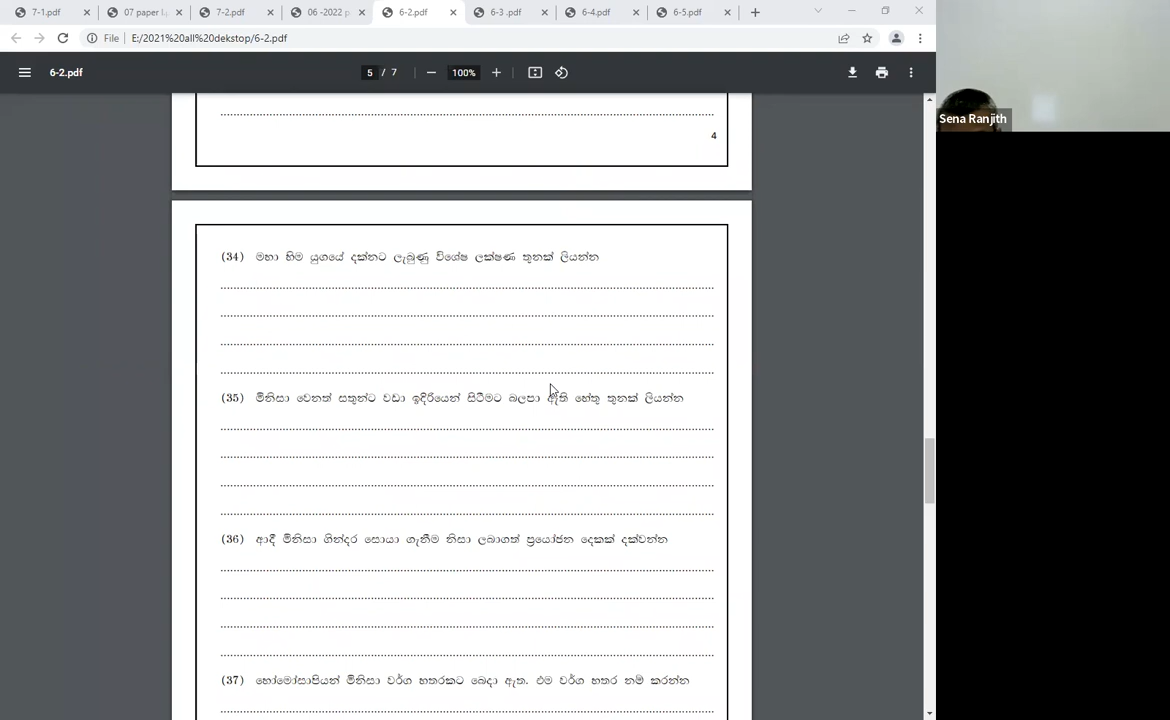 7-1.pdf
07 paper l
7-2.pdf
06 -2022 p
6-2.pdf
6-3 .pdf
6-4.pdf
6-5.pdf
File
E:/2021%20all%20dekstop/6-2.pdf
6-2.pdf
5 / 7
100%
Sena Ranjith
4
(34) මහා හිම යුගයේ දක්නට ලැබුණු විශේෂ ලක්ෂණ තුනක් ලියන්න
(35) මිනිසා වෙනත් සතුන්ට වඩා ඉදිරියෙන් සිටීමට බලපා ඇති හේතු තුනක් ලියන්න
(36) ආදී මිනිසා ගින්දර සොයා ගැනීම නිසා ලබාගත් ප්‍රයෝජන දෙකක් දක්වන්න
(37) හෝමෝසාපියන් මිනිසා වර්ග හතරකට බෙදා ඇත. එම වර්ග හතර නම් කරන්න